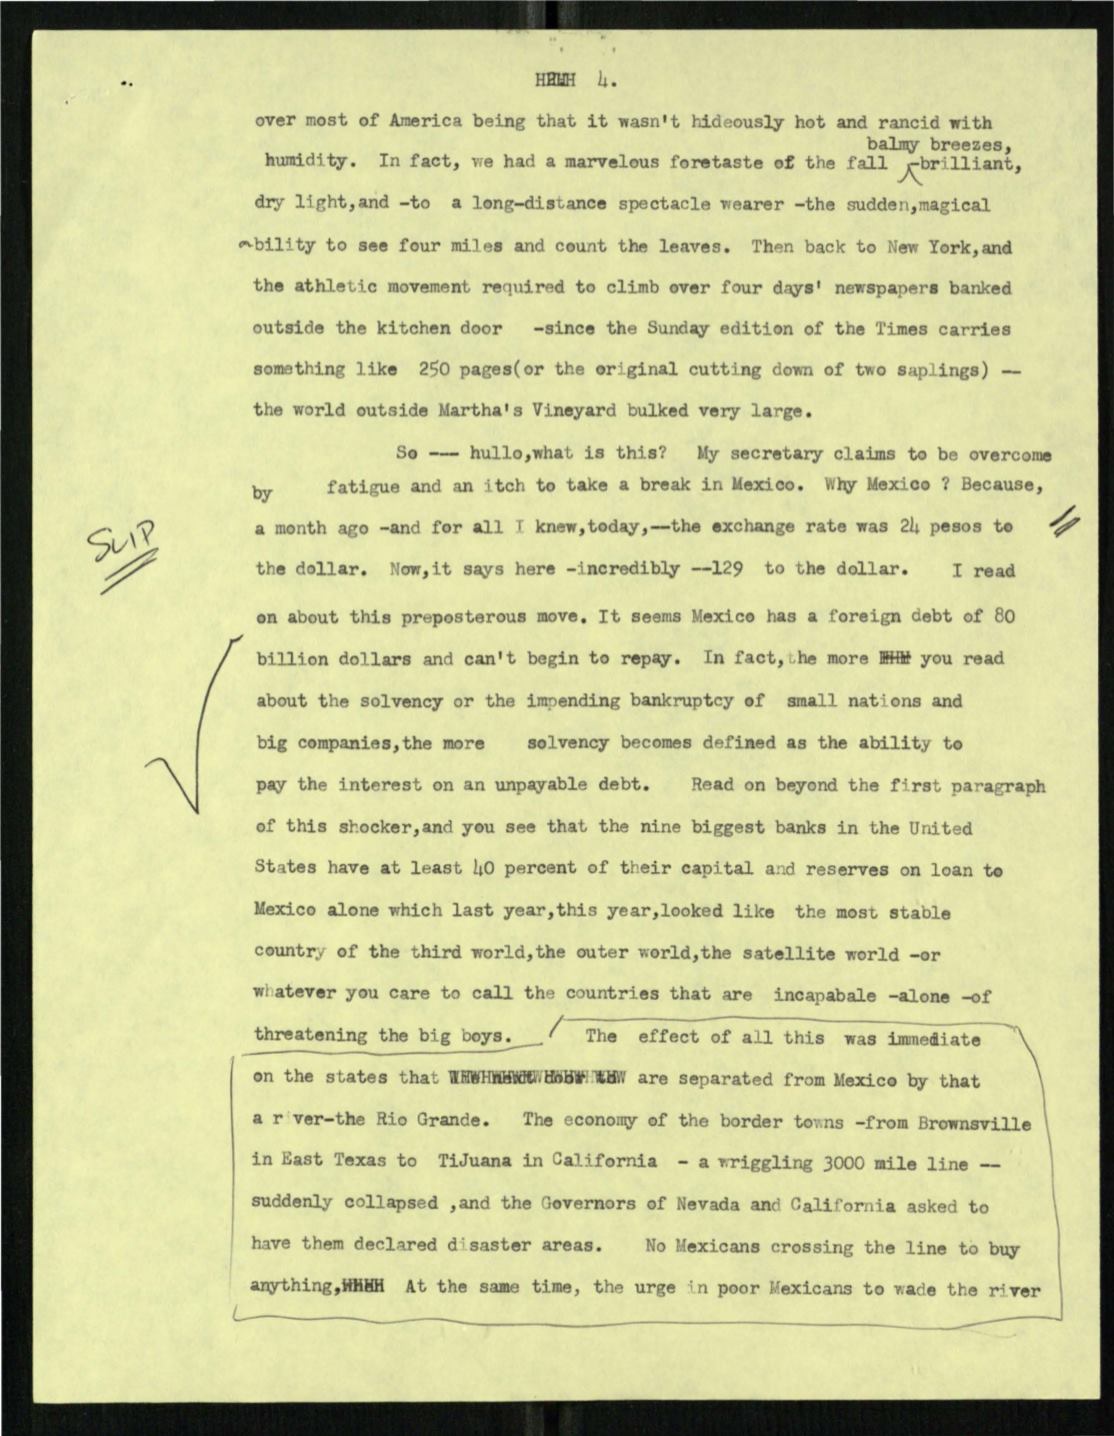 4.
over most of America being that it wasn't hideously hot and rancid with
balmy breezes,
humidity.  In fact, we had a marvelous foretaste of the fall -brilliant,
dry light,and -to  a long-distance spectacle wearer -the sudden,magical
a-bility to see four miles and count the leaves.  Then back to New York,and
the athletic movement required to climb over four days' newspapers banked
outside the kitchen door  -since the Sunday edition of the Times carries
something like  250 pages(or the original cutting down of two saplings) --
the world outside Martha's Vineyard bulked very large.
So --- hullo,what is this?  My secretary claims to be overcome
by  fatigue and an itch to take a break in Mexico.  Why Mexico ? Because,
a month ago -and for all I knew,today,--the exchange rate was 24 pesos to
SLIP
the dollar.  Now,it says here -incredibly --129  to the dollar.   I read
on about this preposterous move. It seems Mexico has a foreign debt of 80
billion dollars and can't begin to repay.  In fact,the more you read
about the solvency or the impending bankruptcy of  small nations and
big companies,the more  solvency becomes defined as the ability to
pay the interest on an unpayable debt.   Read on beyond the first paragraph
of this shocker,and you see that the nine biggest banks in the United
States have at least 40 percent of their capital and reserves on loan to
Mexico alone which last year,this year,looked like  the most stable
country of the third world,the outer world,the satellite world -or
whatever you care to call the countries that are  incapabale -alone -of
threatening the big boys.  The  effect of all this  was immediate
on the states that are separated from Mexico by that
a r ver-the Rio Grande.   The economy of the border towns -from Brownsville
in East Texas to  TiJuana in California  - a wriggling 3000 mile line --
suddenly collapsed ,and the Governors of Nevada and California asked to
have them declared disaster areas.   No Mexicans crossing the line to buy
anything, At the same time, the urge in poor Mexicans to wade the river